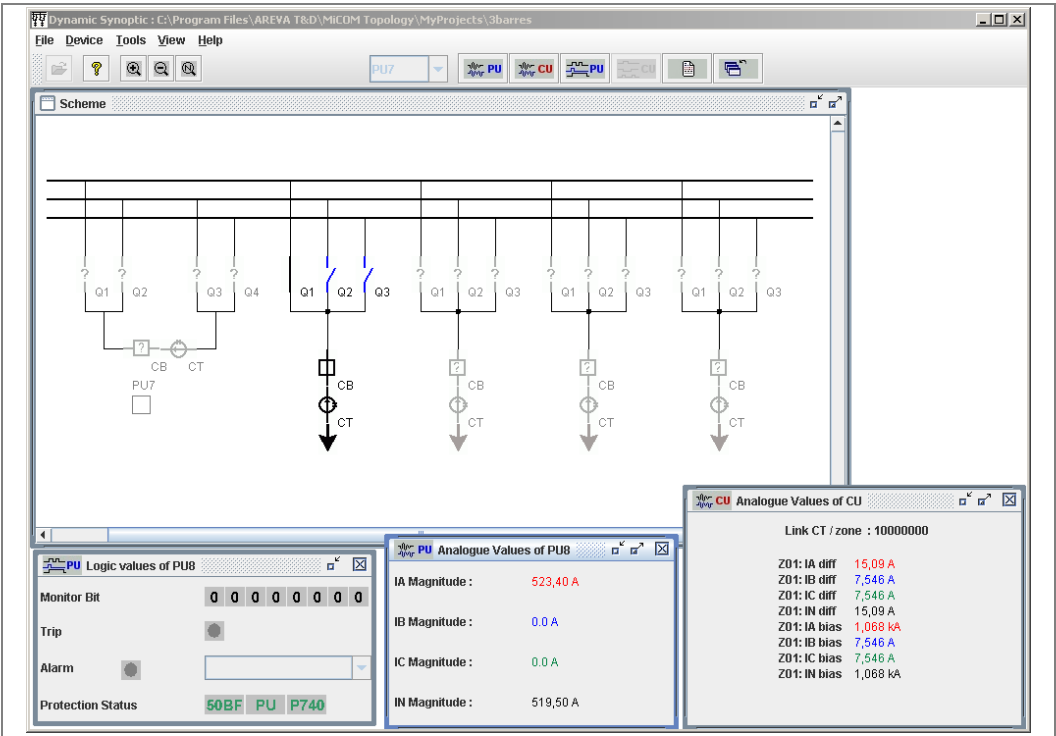 Dynamic Synoptic : C:\Program Files\AREVA T&D\MiCOM Topology\MyProjects\3barres
File Device Tools View Help
? PU7 PU CU PU CU
Scheme
? ? ? ? ? ? ? ? ? ? ? ? ?
Q1 Q2 Q3 Q4 Q1 Q2 Q3 Q1 Q2 Q3 Q1 Q2 Q3 Q1 Q2 Q3
?
CB CT
PU7
? ? ?
CB CB CB CB
CT CT CT CT
CU Analogue Values of CU
Link CT / zone : 10000000
Z01: IA diff 15,09 A
Z01: IB diff 7,546 A
Z01: IC diff 7,546 A
Z01: IN diff 15,09 A
Z01: IA bias 1,068 kA
Z01: IB bias 7,546 A
Z01: IC bias 7,546 A
Z01: IN bias 1,068 kA
PU Logic values of PU8
Monitor Bit 0 0 0 0 0 0 0 0
Trip
Alarm
Protection Status 50BF PU P740
PU Analogue Values of PU8
IA Magnitude : 523,40 A
IB Magnitude : 0.0 A
IC Magnitude : 0.0 A
IN Magnitude : 519,50 A